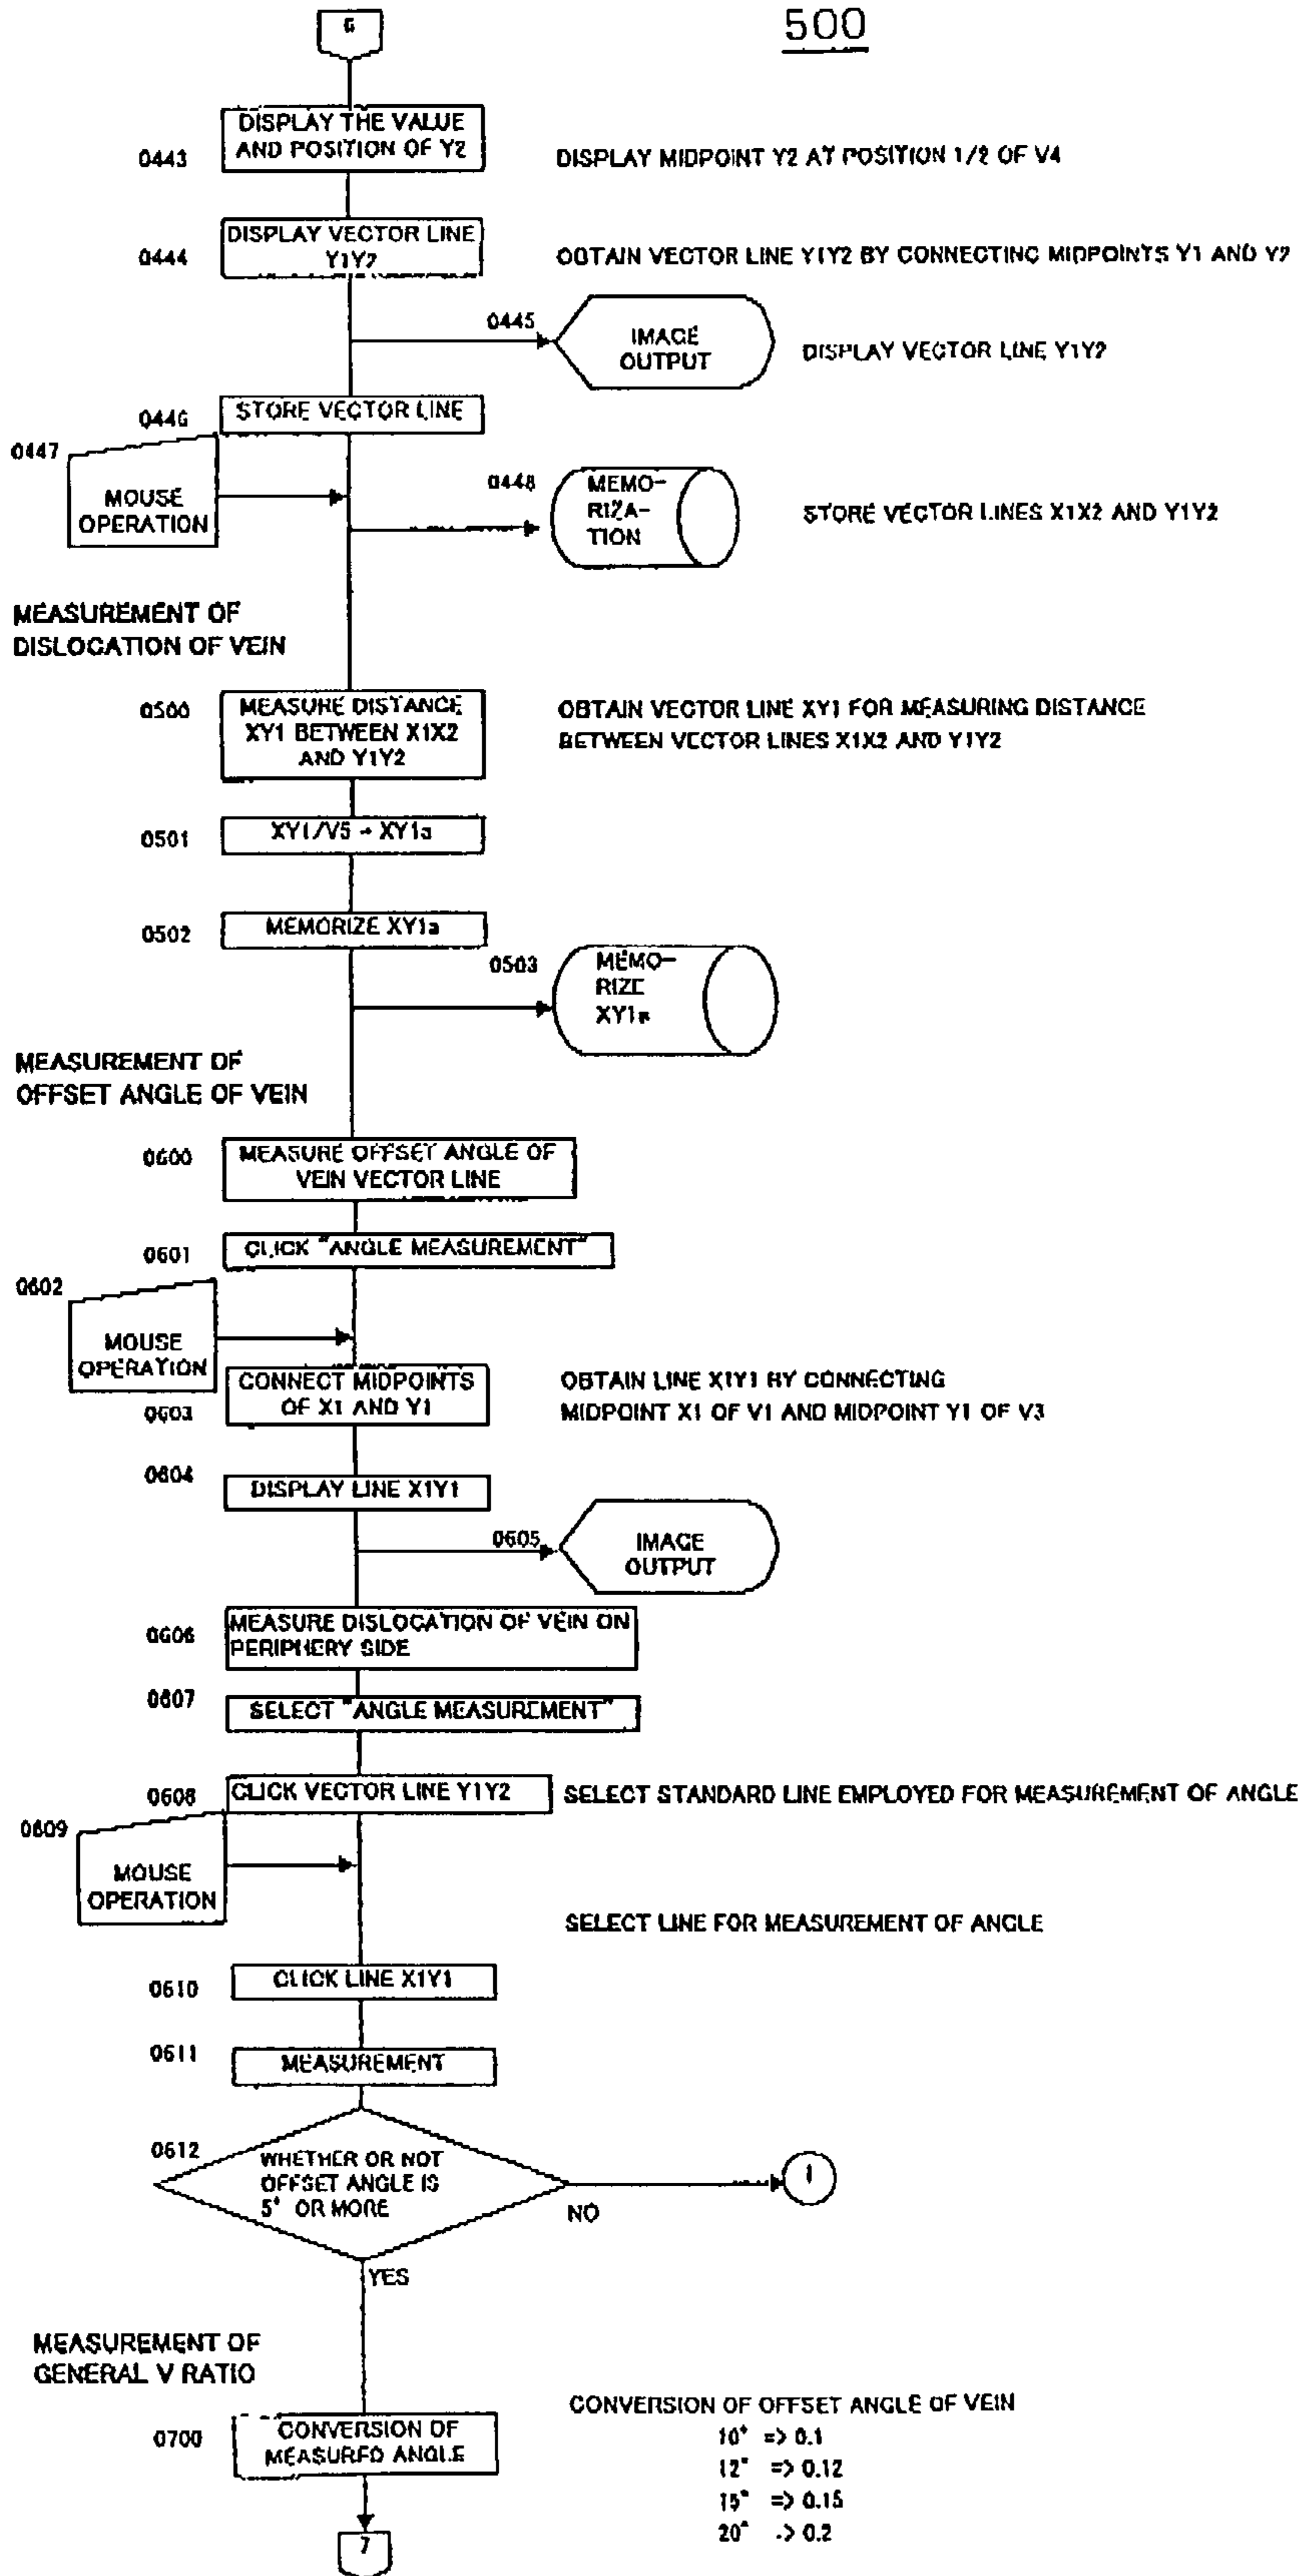 500
6
0443
DISPLAY THE VALUE
AND POSITION OF Y2
DISPLAY MIDPOINT Y2 AT POSITION 1/2 OF V4
0444
DISPLAY VECTOR LINE
Y1Y2
OBTAIN VECTOR LINE Y1Y2 BY CONNECTING MIDPOINTS Y1 AND Y2
0445
IMAGE
OUTPUT
DISPLAY VECTOR LINE Y1Y2
0446
STORE VECTOR LINE
0447
MOUSE
OPERATION
0448
MEMO-
RIZA-
TION
STORE VECTOR LINES X1X2 AND Y1Y2
MEASUREMENT OF
DISLOCATION OF VEIN
0500
MEASURE DISTANCE
XY1 BETWEEN X1X2
AND Y1Y2
OBTAIN VECTOR LINE XY1 FOR MEASURING DISTANCE
BETWEEN VECTOR LINES X1X2 AND Y1Y2
0501
XY1/V5 - XY1a
0502
MEMORIZE XY1a
0503
MEMO-
RIZE
XY1a
MEASUREMENT OF
OFFSET ANGLE OF VEIN
0600
MEASURE OFFSET ANGLE OF
VEIN VECTOR LINE
0601
CLICK "ANGLE MEASUREMENT"
0602
MOUSE
OPERATION
0603
CONNECT MIDPOINTS
OF X1 AND Y1
OBTAIN LINE X1Y1 BY CONNECTING
MIDPOINT X1 OF V1 AND MIDPOINT Y1 OF V3
0604
DISPLAY LINE X1Y1
0605
IMAGE
OUTPUT
0606
MEASURE DISLOCATION OF VEIN ON
PERIPHERY SIDE
0607
SELECT "ANGLE MEASUREMENT"
0608
CLICK VECTOR LINE Y1Y2
SELECT STANDARD LINE EMPLOYED FOR MEASUREMENT OF ANGLE
0609
MOUSE
OPERATION
SELECT LINE FOR MEASUREMENT OF ANGLE
0610
CLICK LINE X1Y1
0611
MEASUREMENT
0612
WHETHER OR NOT
OFFSET ANGLE IS
5° OR MORE
NO
1
YES
MEASUREMENT OF
GENERAL V RATIO
0700
CONVERSION OF
MEASURED ANGLE
CONVERSION OF OFFSET ANGLE OF VEIN
10° => 0.1
12° => 0.12
15° => 0.15
20° => 0.2
7